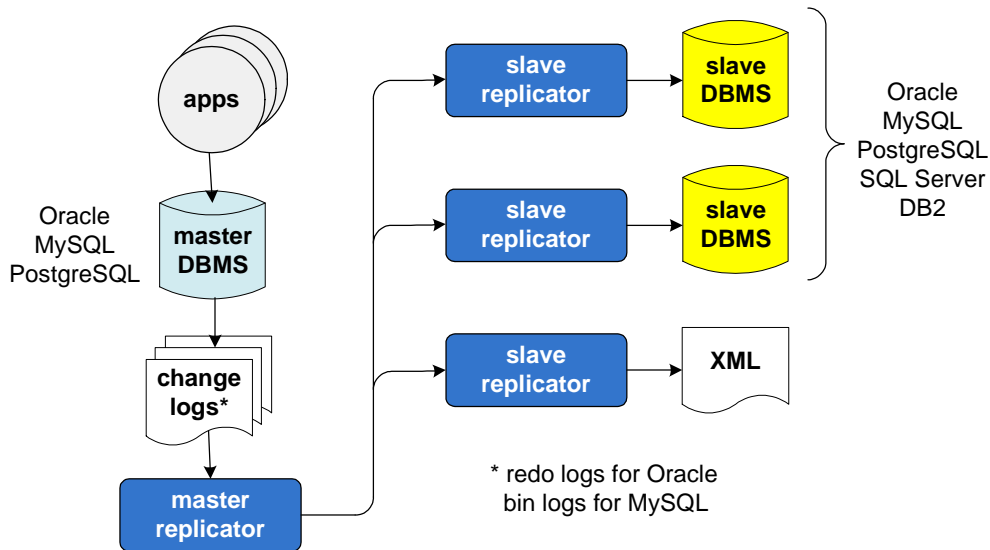 apps
Oracle
MySQL
PostgreSQL
master
DBMS
change
logs*
master
replicator
slave
replicator
slave
DBMS
slave
replicator
slave
DBMS
slave
replicator
XML
Oracle
MySQL
PostgreSQL
SQL Server
DB2
* redo logs for Oracle
bin logs for MySQL